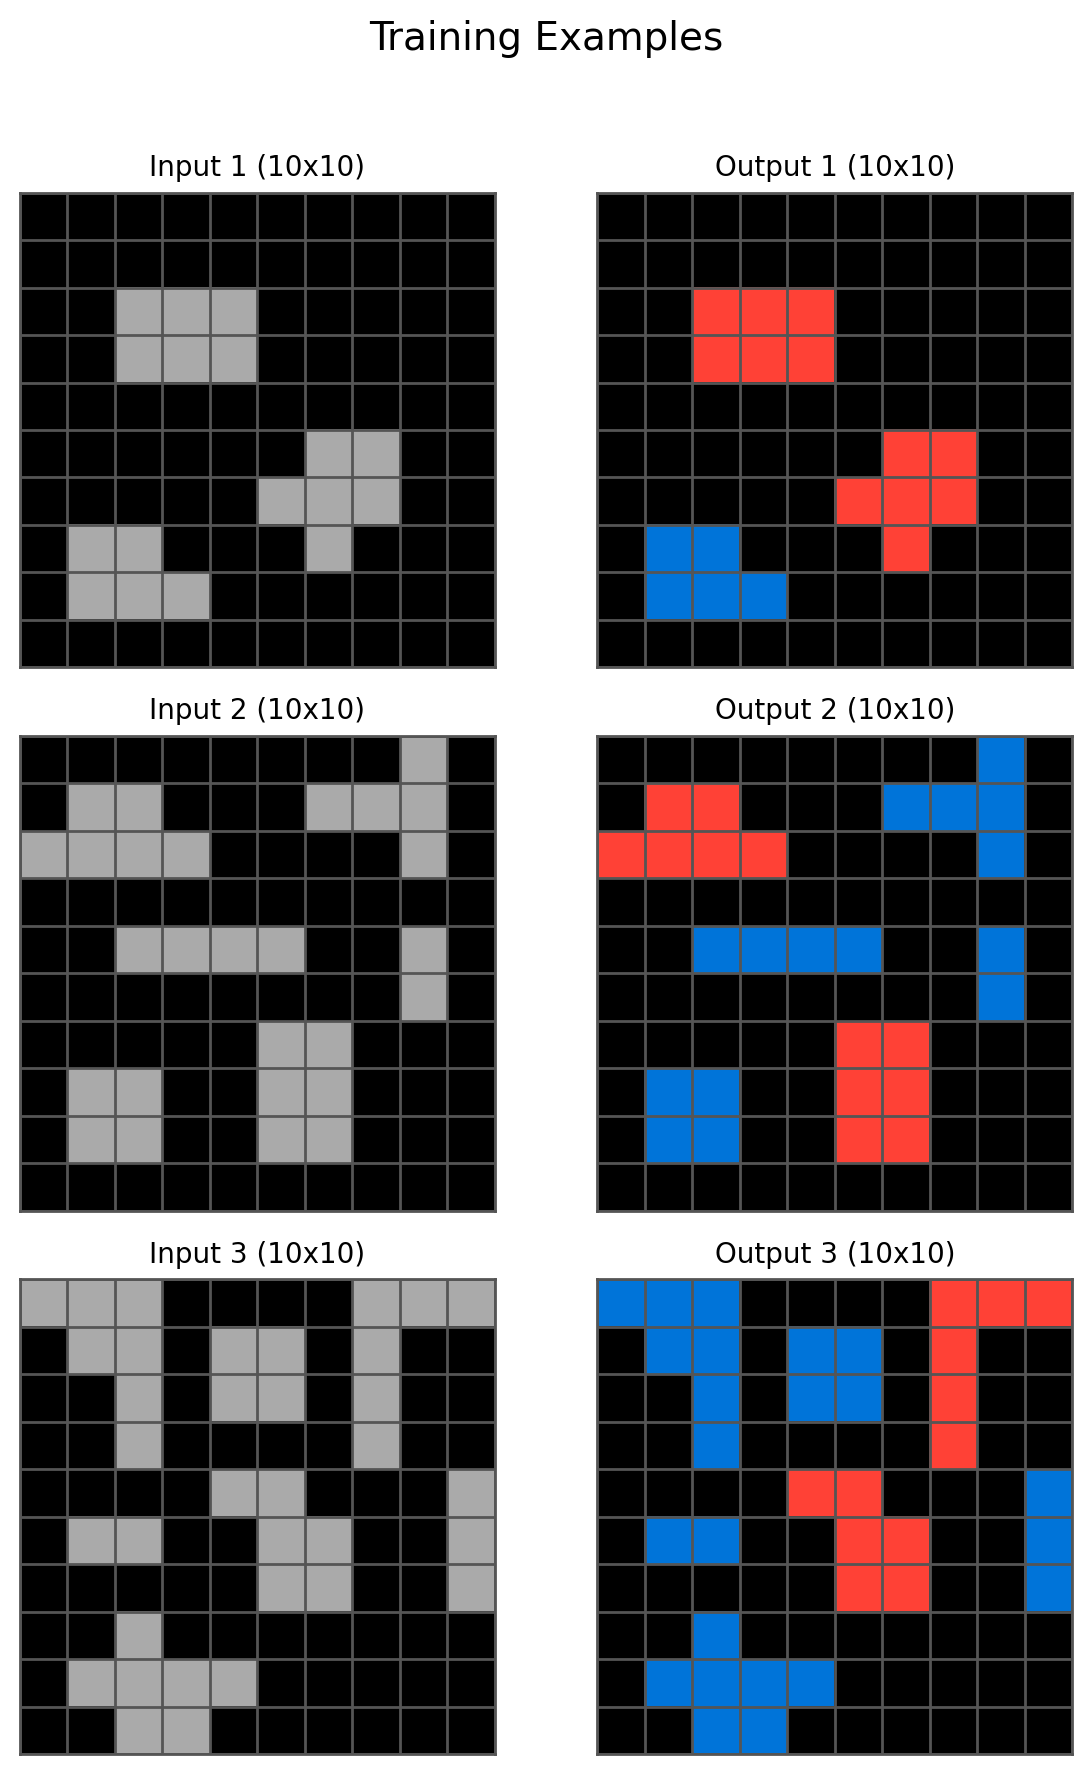 Training Examples
Input 1 (10x10)
Output 1 (10x10)
Input 2 (10x10)
Output 2 (10x10)
Input 3 (10x10)
Output 3 (10x10)